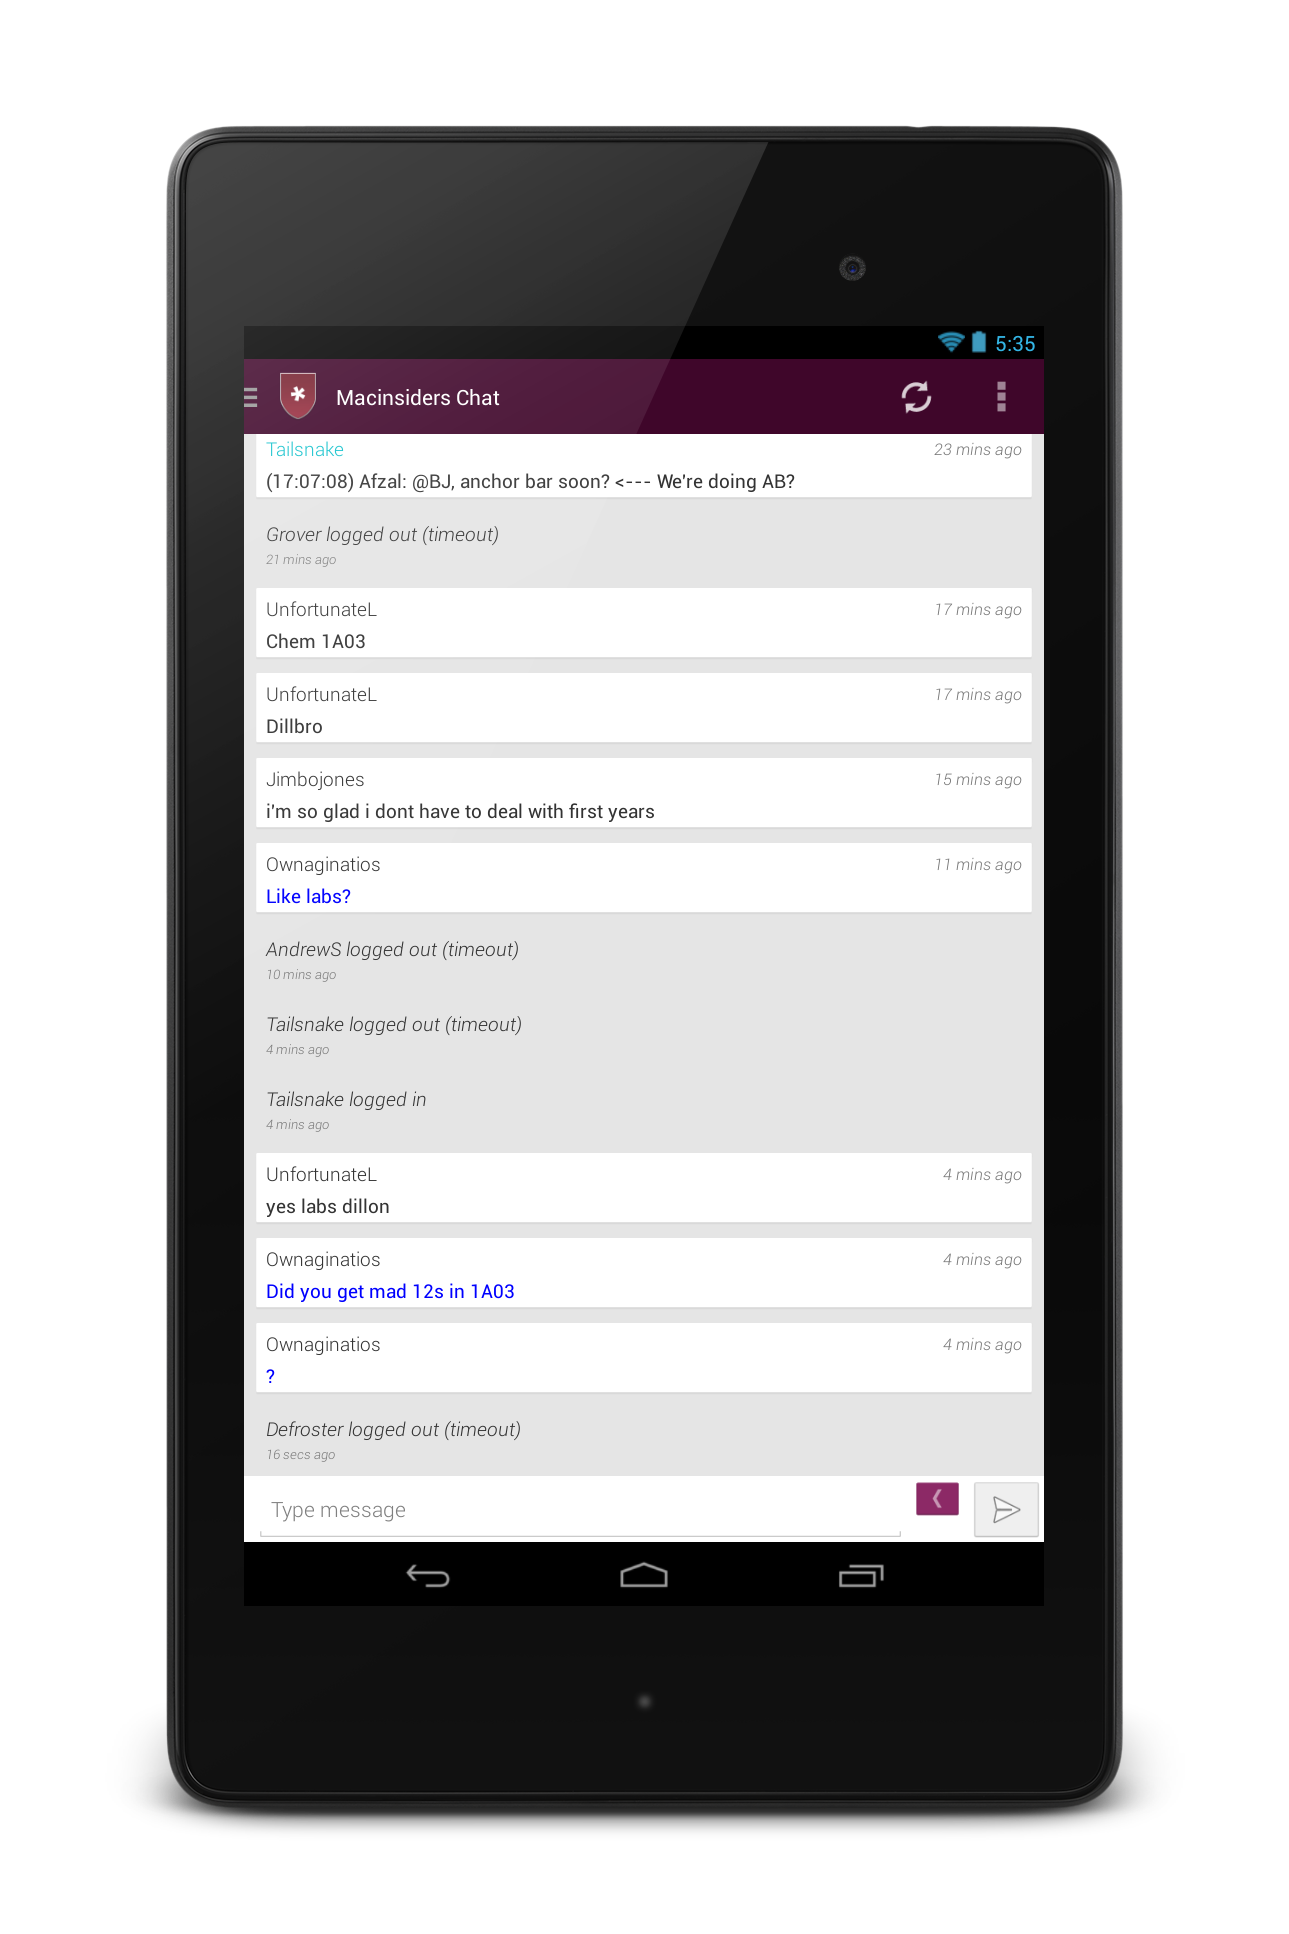 5:35
Macinsiders Chat
Tailsnake 23 mins ago
(17:07:08) Afzal: @BJ, anchor bar soon? <--- We're doing AB?
Grover logged out (timeout)
21 mins ago
UnfortunateL 17 mins ago
Chem 1A03
UnfortunateL 17 mins ago
Dillbro
Jimbojones 15 mins ago
i'm so glad i dont have to deal with first years
Ownaginatios 11 mins ago
Like labs?
AndrewS logged out (timeout)
10 mins ago
Tailsnake logged out (timeout)
4 mins ago
Tailsnake logged in
4 mins ago
UnfortunateL 4 mins ago
yes labs dillon
Ownaginatios 4 mins ago
Did you get mad 12s in 1A03
Ownaginatios 4 mins ago
?
Defroster logged out (timeout)
16 secs ago
Type message